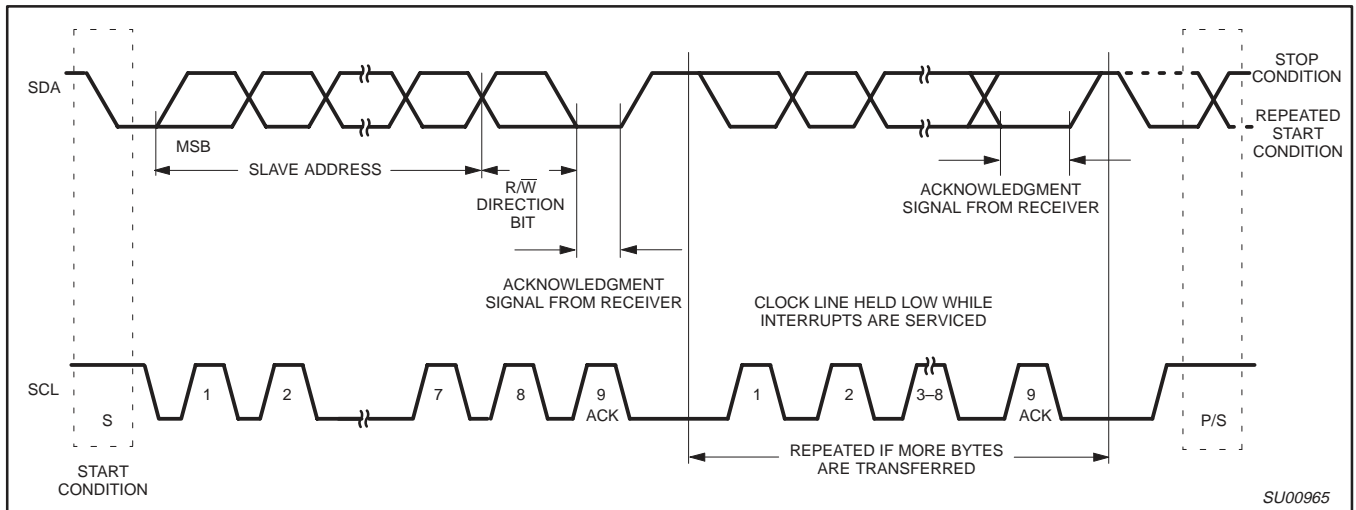 SDA
STOP
CONDITION
REPEATED
START
CONDITION
MSB
SLAVE ADDRESS
R/W̅
DIRECTION
BIT
ACKNOWLEDGMENT
SIGNAL FROM RECEIVER
ACKNOWLEDGMENT
SIGNAL FROM RECEIVER
CLOCK LINE HELD LOW WHILE
INTERRUPTS ARE SERVICED
SCL
1
2
7
8
9
ACK
1
2
3–8
9
ACK
S
P/S
START
CONDITION
REPEATED IF MORE BYTES
ARE TRANSFERRED
SU00965